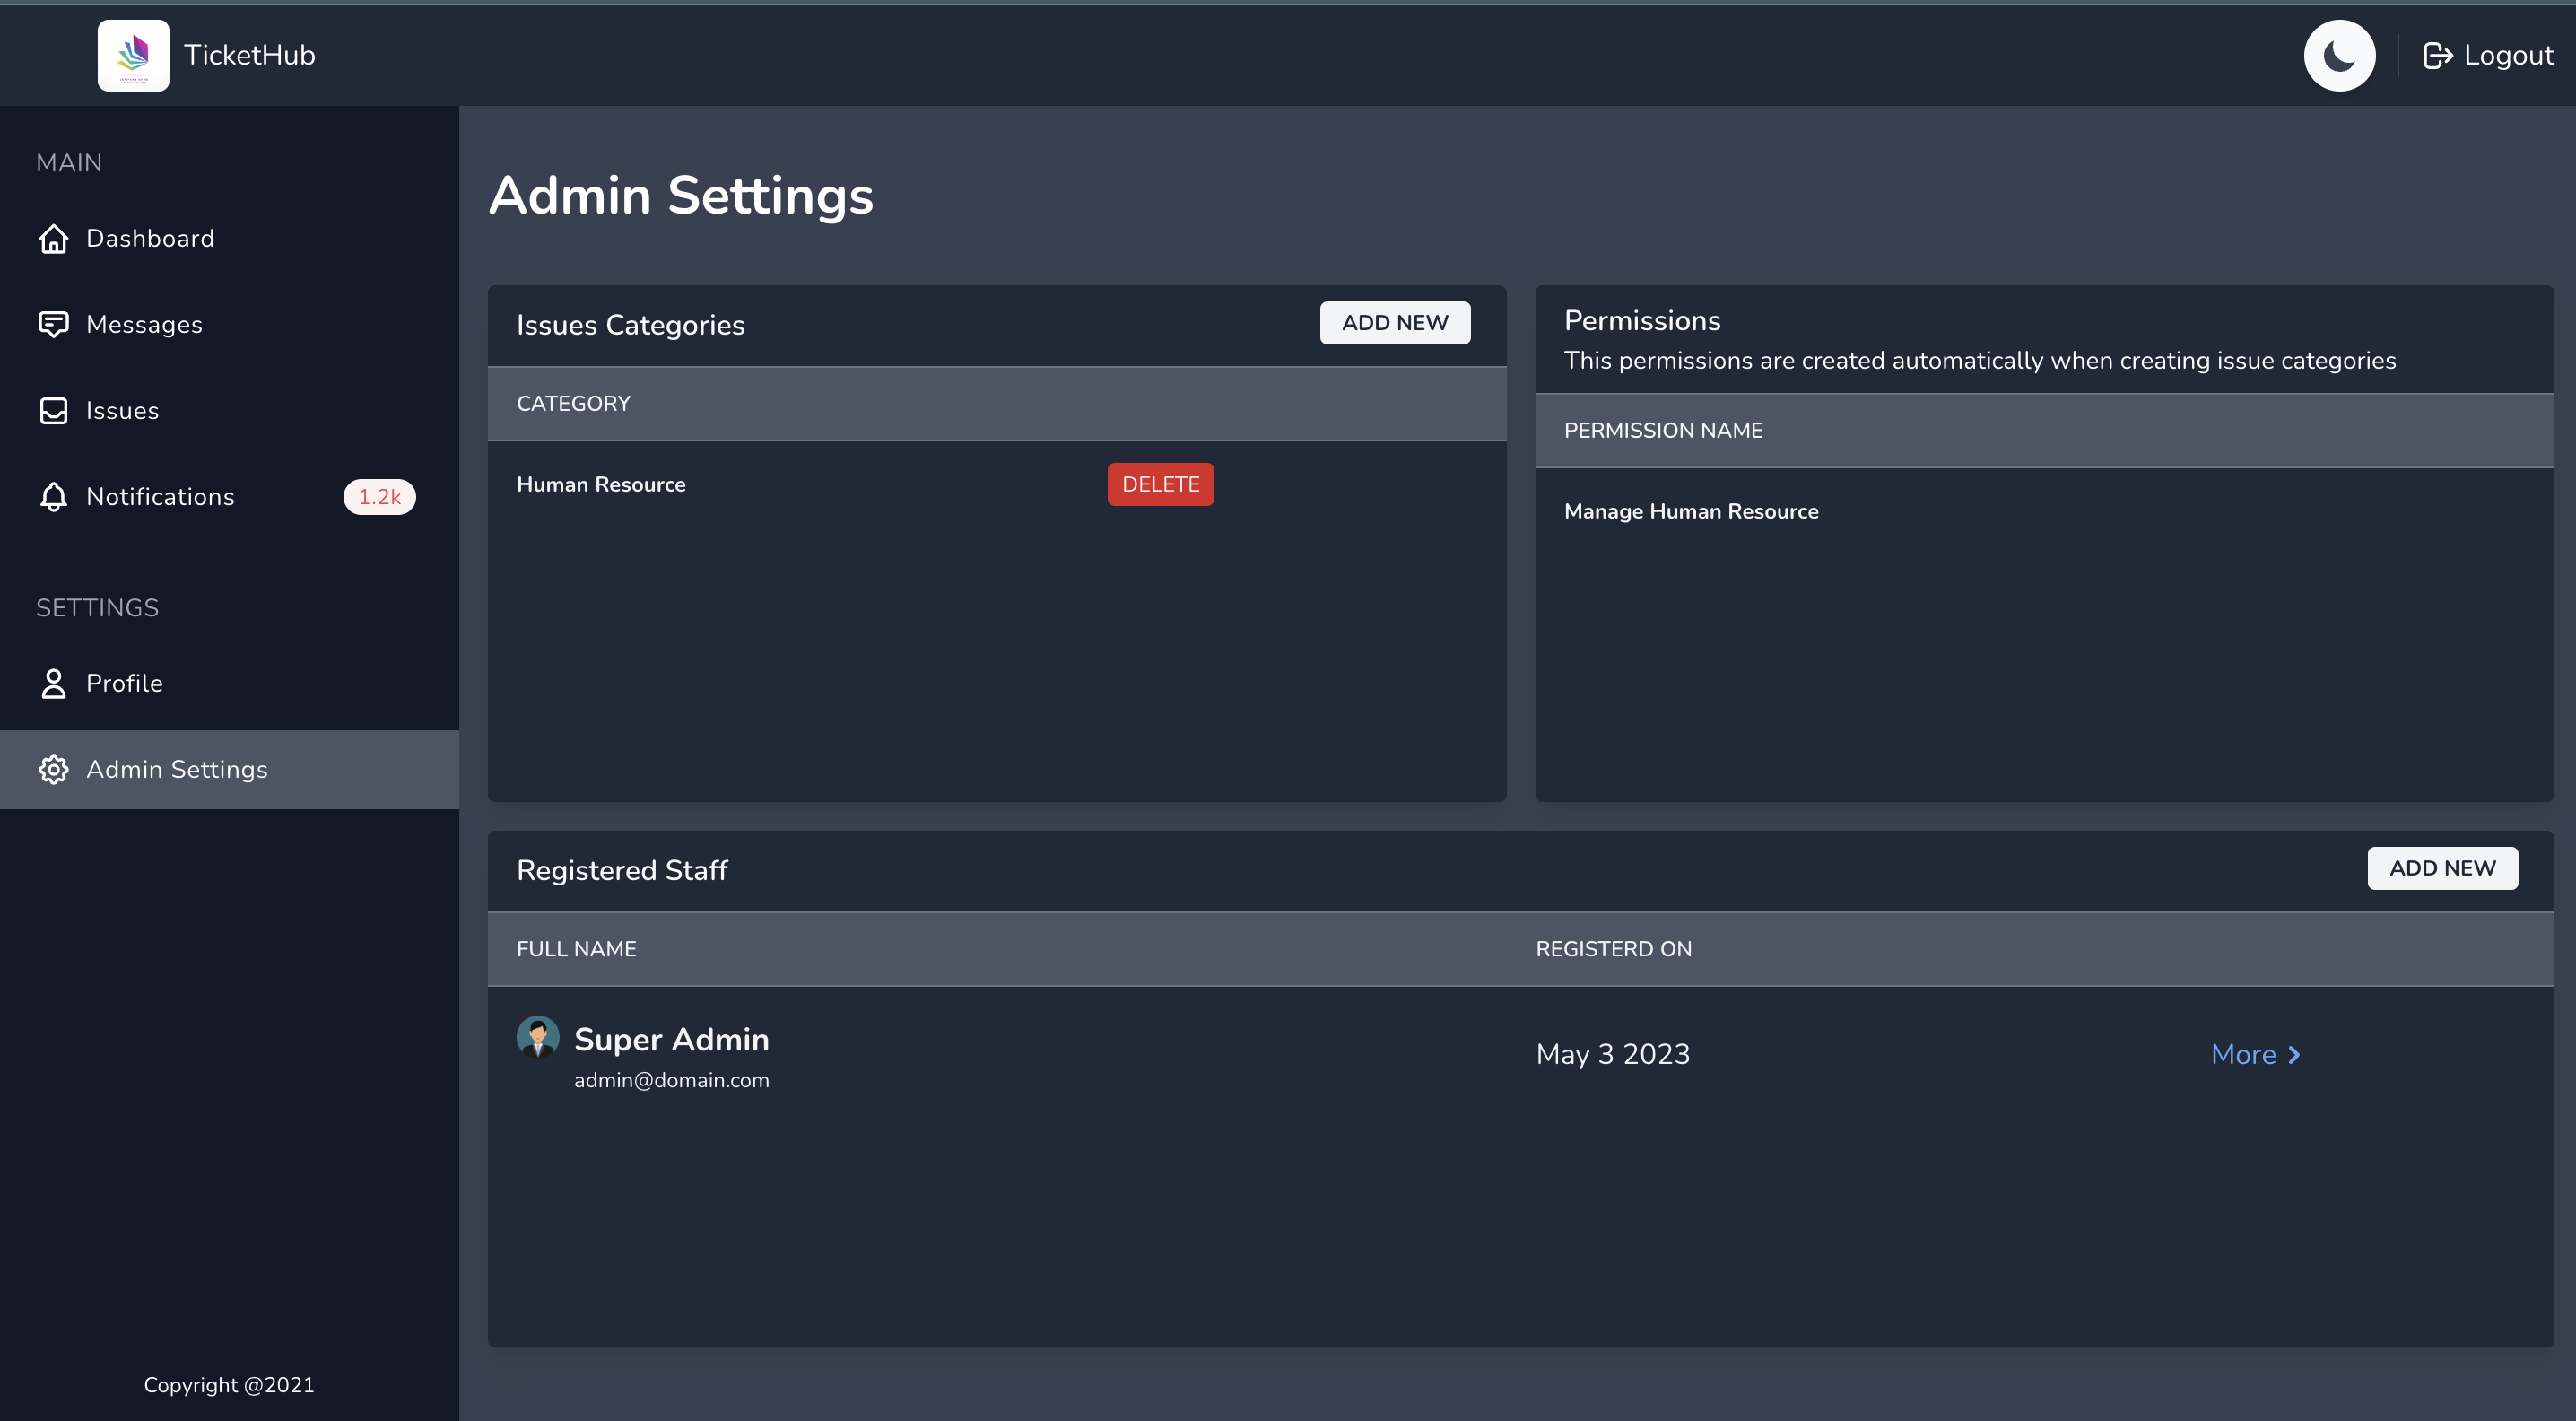 TicketHub
Logout
MAIN
Dashboard
Messages
Issues
Notifications 1.2k
SETTINGS
Profile
Admin Settings
Copyright @2021
Admin Settings
Issues Categories ADD NEW
CATEGORY
Human Resource DELETE
Permissions
This permissions are created automatically when creating issue categories
PERMISSION NAME
Manage Human Resource
Registered Staff ADD NEW
FULL NAME REGISTERD ON
Super Admin May 3 2023 More
admin@domain.com